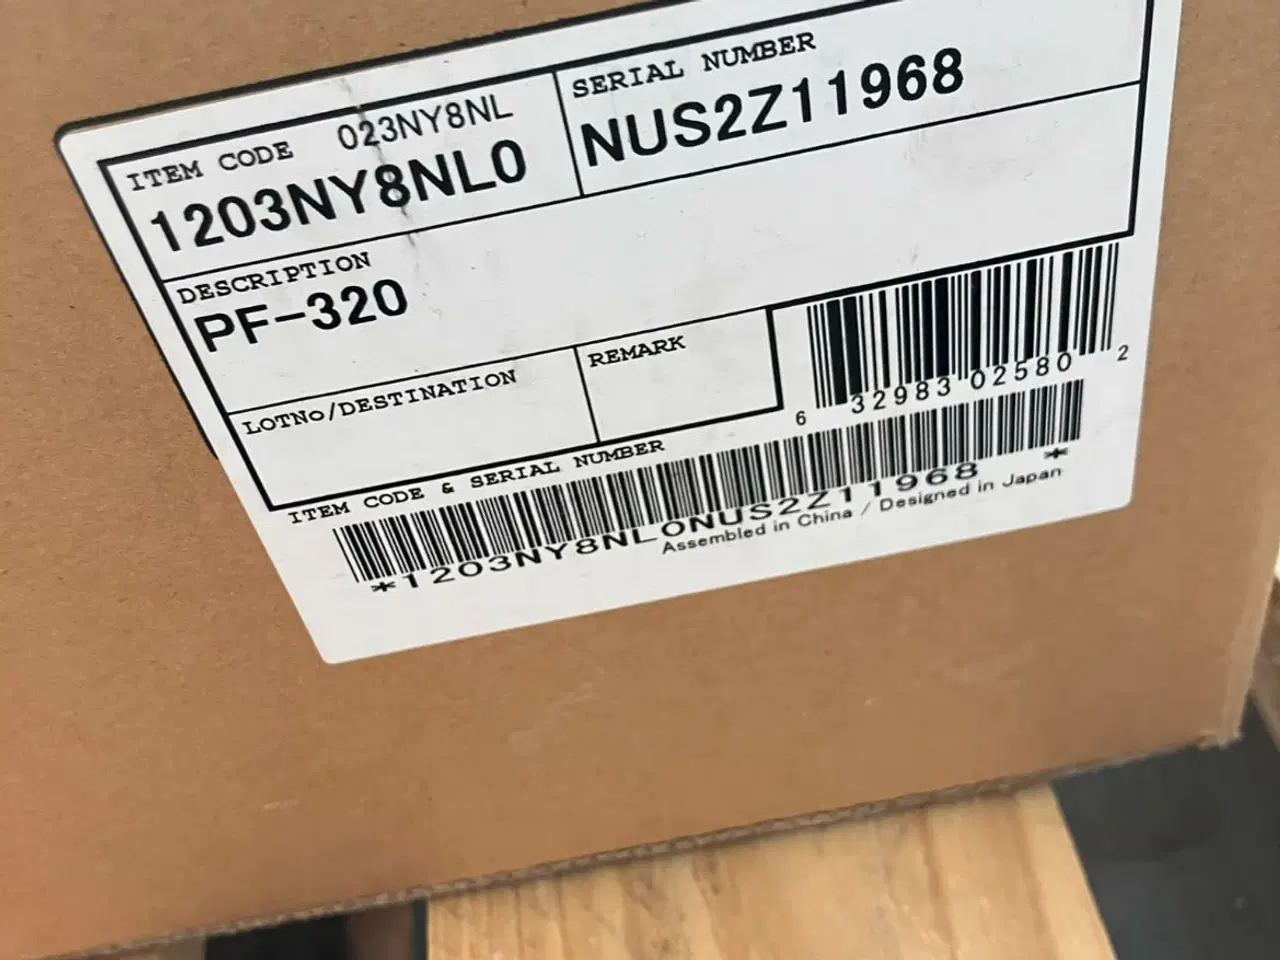 ITEM CODE 023NY8NL
1203NY8NL0
SERIAL NUMBER
NUS2Z11968
DESCRIPTION
PF-320
LOTNo/DESTINATION
REMARK
6 32983 02580 2
ITEM CODE & SERIAL NUMBER
*1203NY8NL0NUS2Z11968*
Assembled in China / Designed in Japan